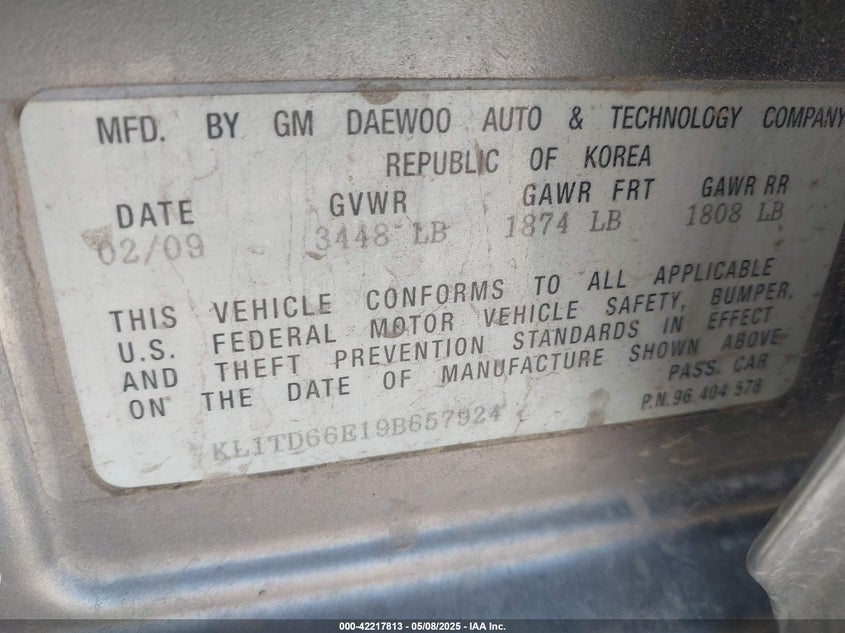 MFD. BY GM DAEWOO AUTO & TECHNOLOGY COMPANY
REPUBLIC OF KOREA
DATE GVWR GAWR FRT GAWR RR
02/09 3448 LB 1874 LB 1808 LB
THIS VEHICLE CONFORMS TO ALL APPLICABLE
U.S. FEDERAL MOTOR VEHICLE SAFETY, BUMPER,
AND THEFT PREVENTION STANDARDS IN EFFECT
ON THE DATE OF MANUFACTURE SHOWN ABOVE
PASS CAR
KL1TD66E19B657924 P.N.96 404 578
000-42217813 - 05/08/2025 - IAA Inc.